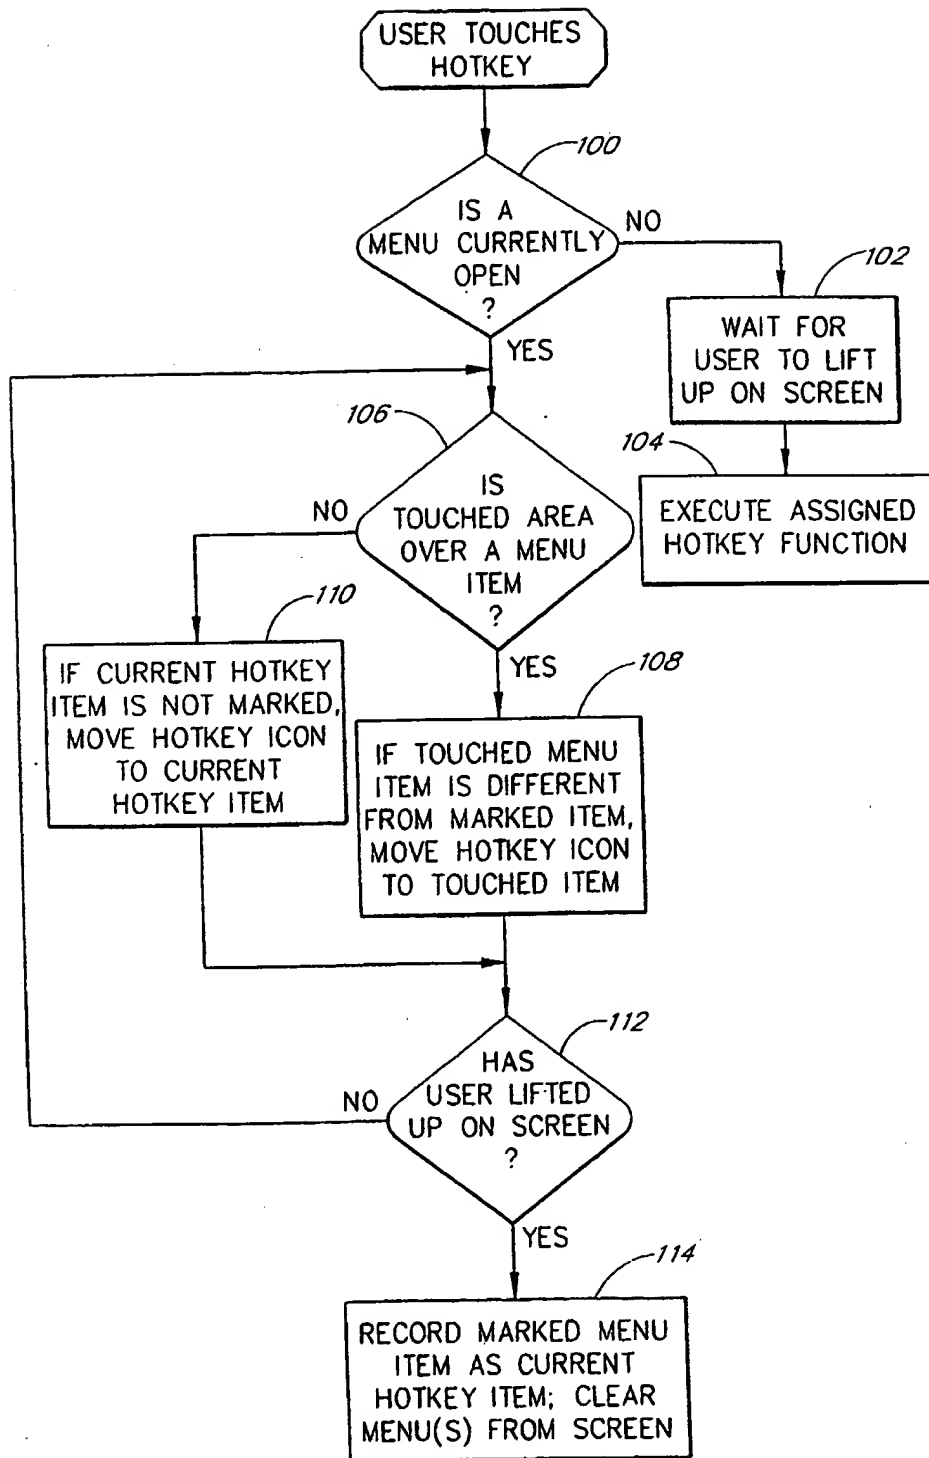 USER TOUCHES
HOTKEY
100
IS A
MENU CURRENTLY
OPEN
?
NO
YES
102
WAIT FOR
USER TO LIFT
UP ON SCREEN
104
EXECUTE ASSIGNED
HOTKEY FUNCTION
106
IS
TOUCHED AREA
OVER A MENU
ITEM
?
NO
YES
110
IF CURRENT HOTKEY
ITEM IS NOT MARKED,
MOVE HOTKEY ICON
TO CURRENT
HOTKEY ITEM
108
IF TOUCHED MENU
ITEM IS DIFFERENT
FROM MARKED ITEM,
MOVE HOTKEY ICON
TO TOUCHED ITEM
112
HAS
USER LIFTED
UP ON SCREEN
?
NO
YES
114
RECORD MARKED MENU
ITEM AS CURRENT
HOTKEY ITEM; CLEAR
MENU(S) FROM SCREEN